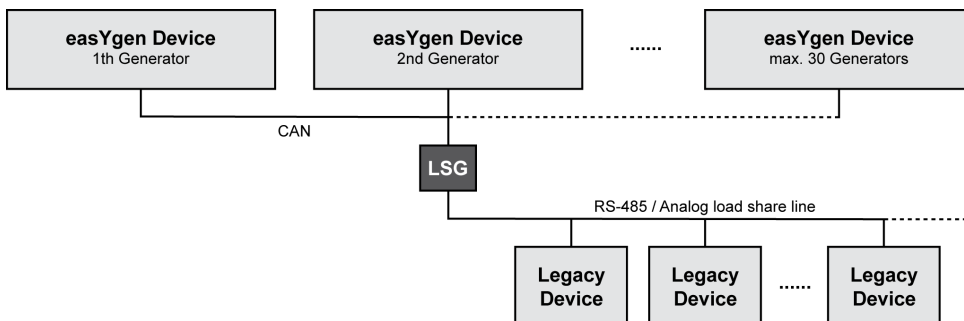 easYgen Device
1th Generator
easYgen Device
2nd Generator
......
easYgen Device
max. 30 Generators
CAN
LSG
RS-485 / Analog load share line
Legacy
Device
Legacy
Device
......
Legacy
Device